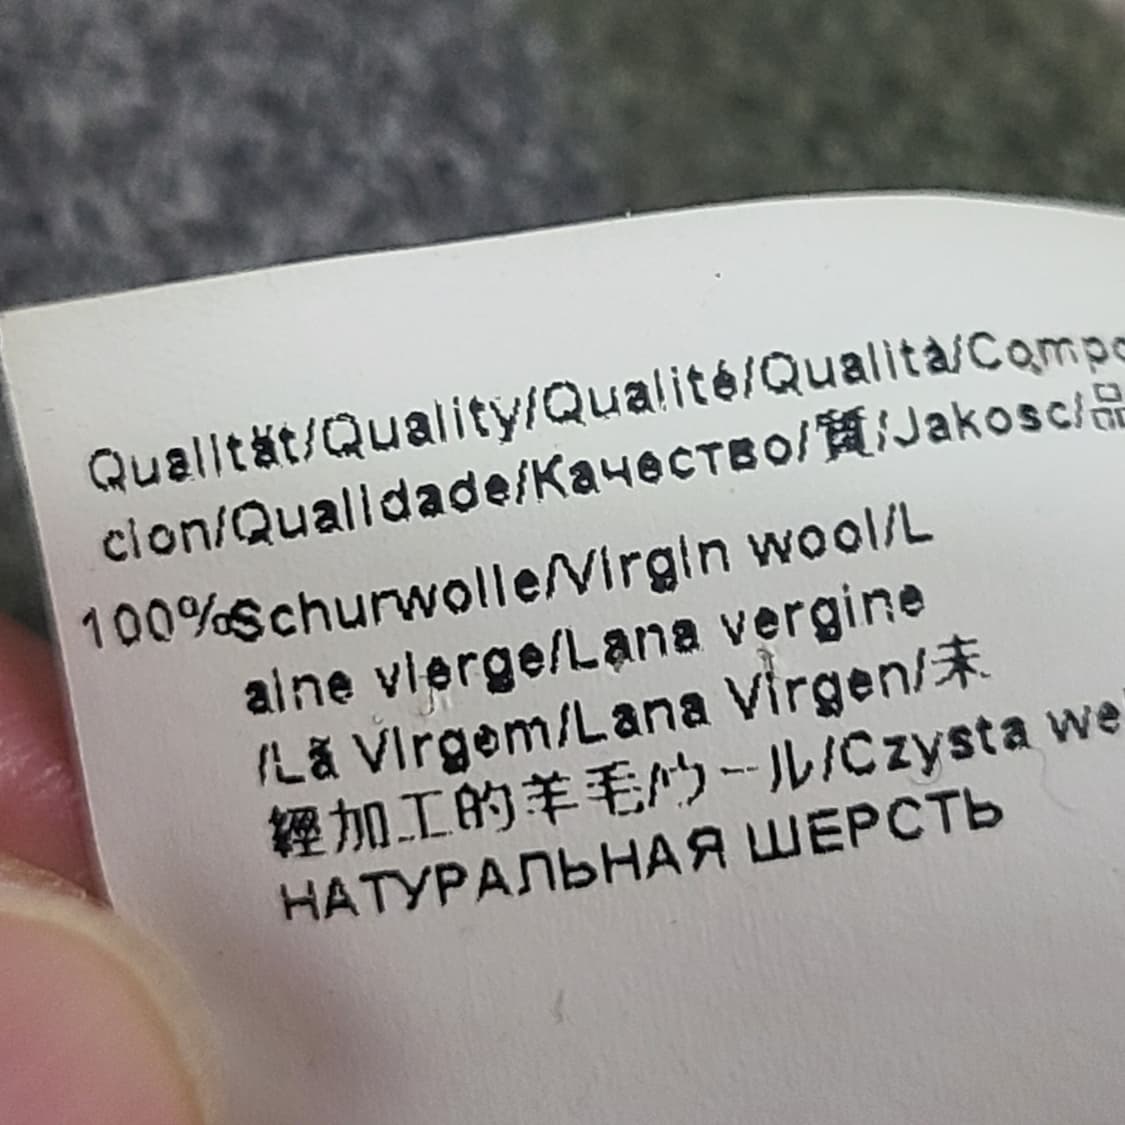 Qualität/Quality/Qualité/Qualità/Compo
cion/Qualidade/Качество/質/Jakosc/品
100%Schurwolle/Virgin wool/L
aine vierge/Lana vergine
/Lã Virgem/Lana Virgen/未
經加工的羊毛/ウール/Czysta we
НАТУРАЛЬНАЯ ШЕРСТЬ